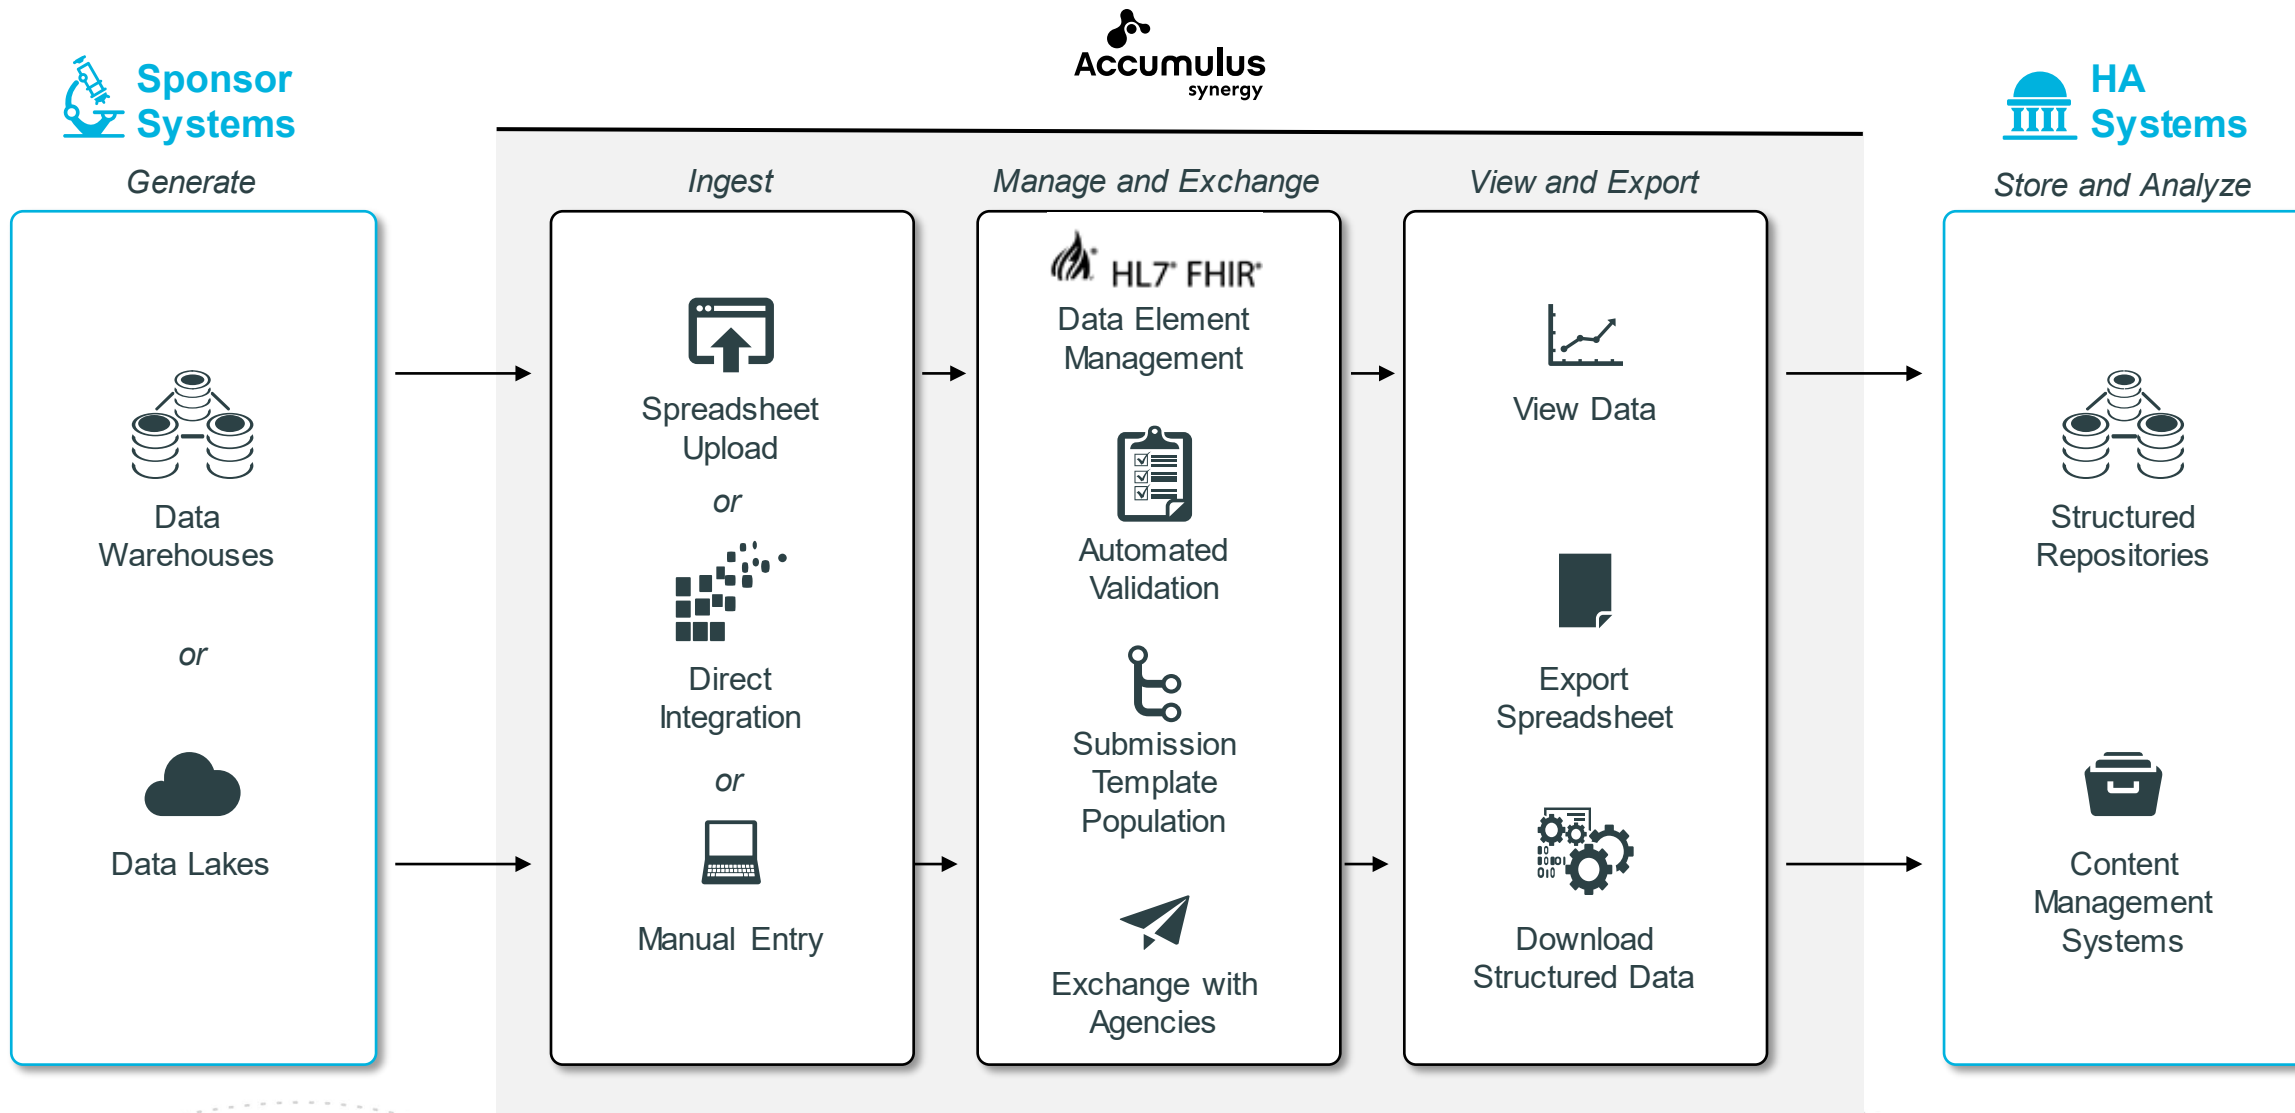 Accumulus
synergy
Sponsor
Systems
HA
Systems
Generate
Ingest
Manage and Exchange
View and Export
Store and Analyze
Data
Warehouses
or
Data Lakes
Spreadsheet
Upload
or
Direct
Integration
or
Manual Entry
HL7® FHIR®
Data Element
Management
Automated
Validation
Submission
Template
Population
Exchange with
Agencies
View Data
Export
Spreadsheet
Download
Structured Data
Structured
Repositories
Content
Management
Systems